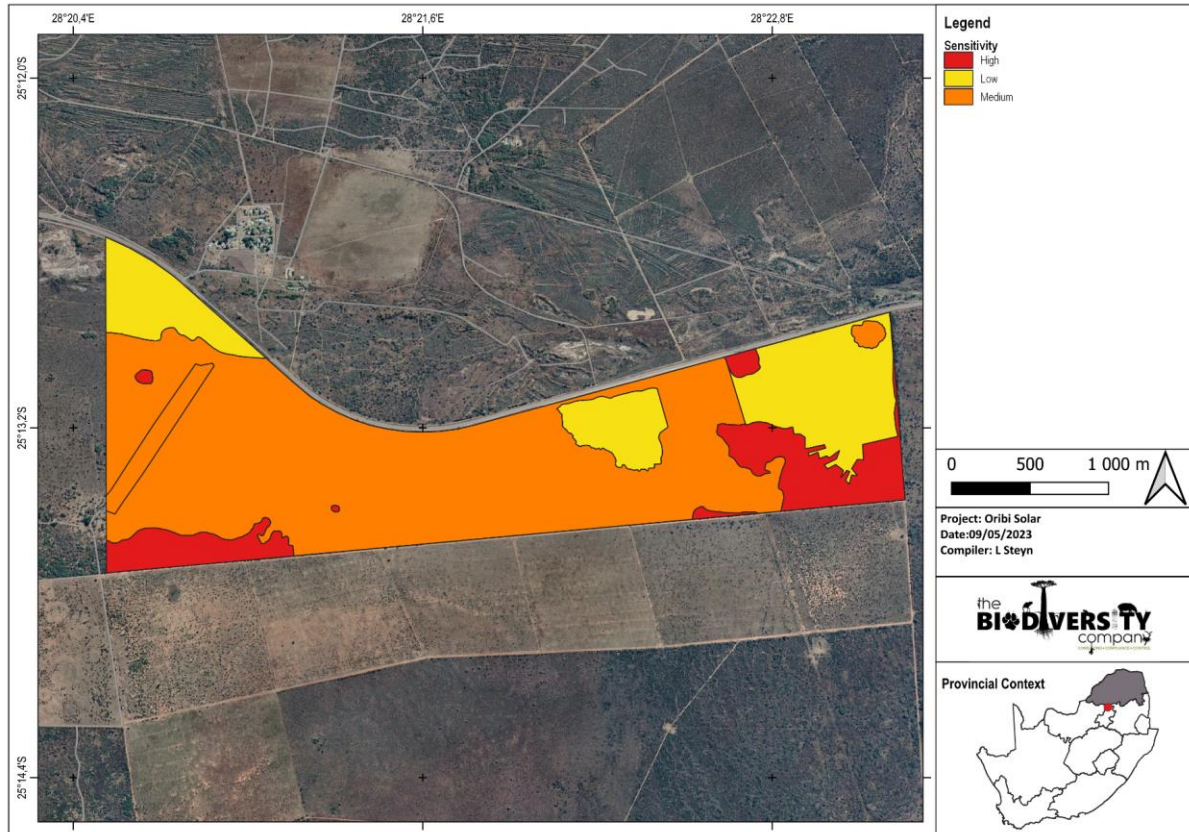 28°20,4'E
28°21,6'E
28°22,8'E
25°12,0'S
25°13,2'S
25°14,4'S
Legend
Sensitivity
High
Low
Medium
0 500 1 000 m
Project: Oribi Solar
Date:09/05/2023
Compiler: L Steyn
the
BIODIVERSITY
company
Provincial Context